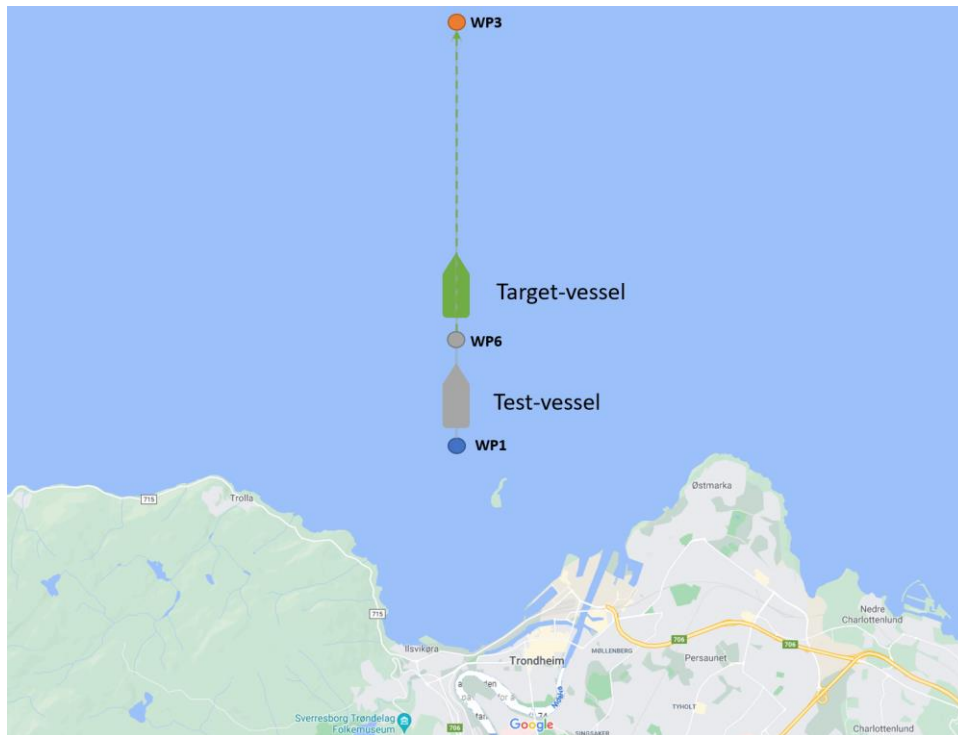 WP3
Target-vessel
WP6
Test-vessel
WP1
Østmarka
715
Trolla
715
Nedre
Charlottenlund
Ilsvikøra
706
706
MØLLENBERG
Persaunet
Trondheim
Nidelva
TYHOLT
Sverresborg Trøndelag
Folkemuseum
706
Google
SINGSAKER
Charlottenlund